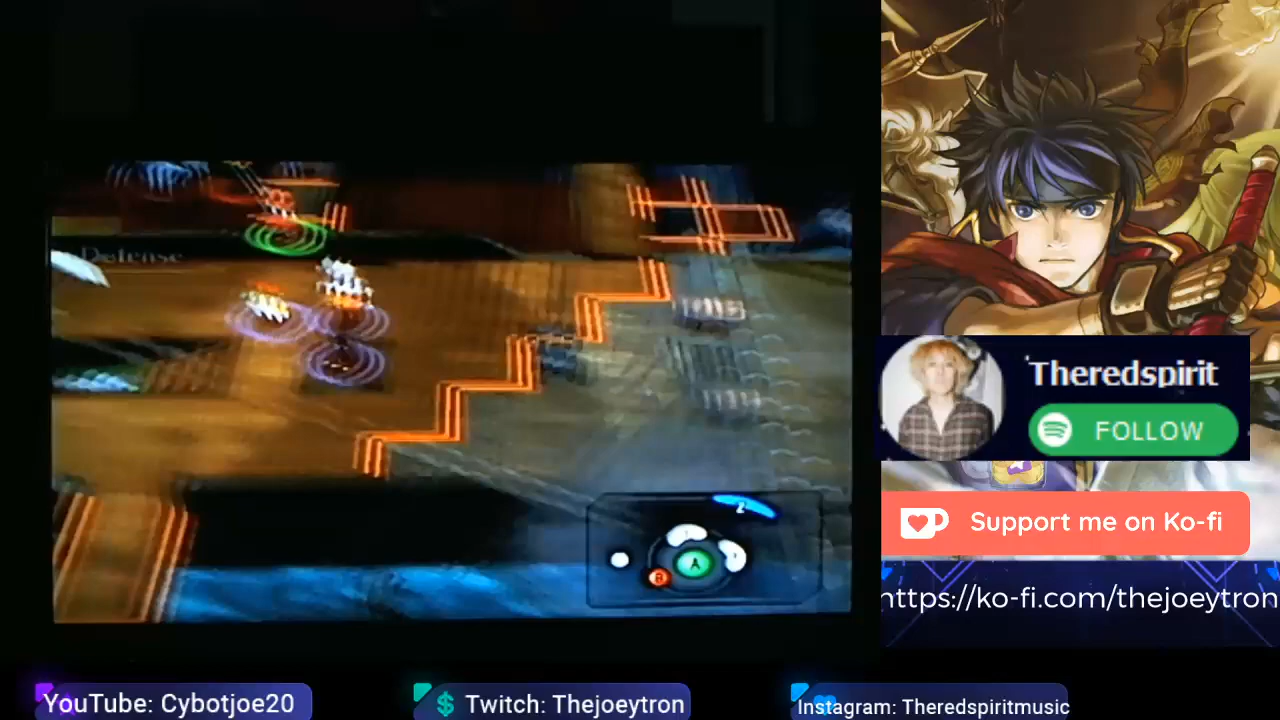 Defense
Z
A
B
Theredspirit
FOLLOW
Support me on Ko-fi
https://ko-fi.com/thejoeytron
YouTube: Cybotjoe20
Twitch: Thejoeytron
Instagram: Theredspiritmusic